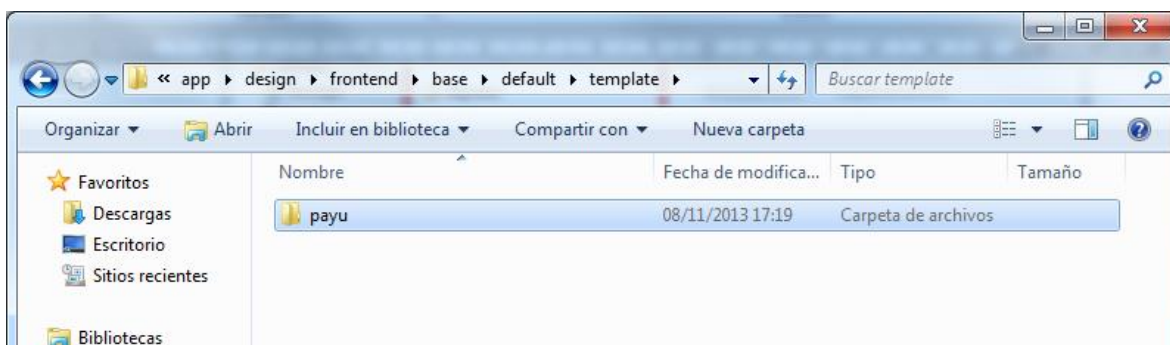 « app ▸ design ▸ frontend ▸ base ▸ default ▸ template ▸ Buscar template
Organizar Abrir Incluir en biblioteca Compartir con Nueva carpeta
Nombre Fecha de modifica... Tipo Tamaño
Favoritos
payu 08/11/2013 17:19 Carpeta de archivos
Descargas
Escritorio
Sitios recientes
Bibliotecas